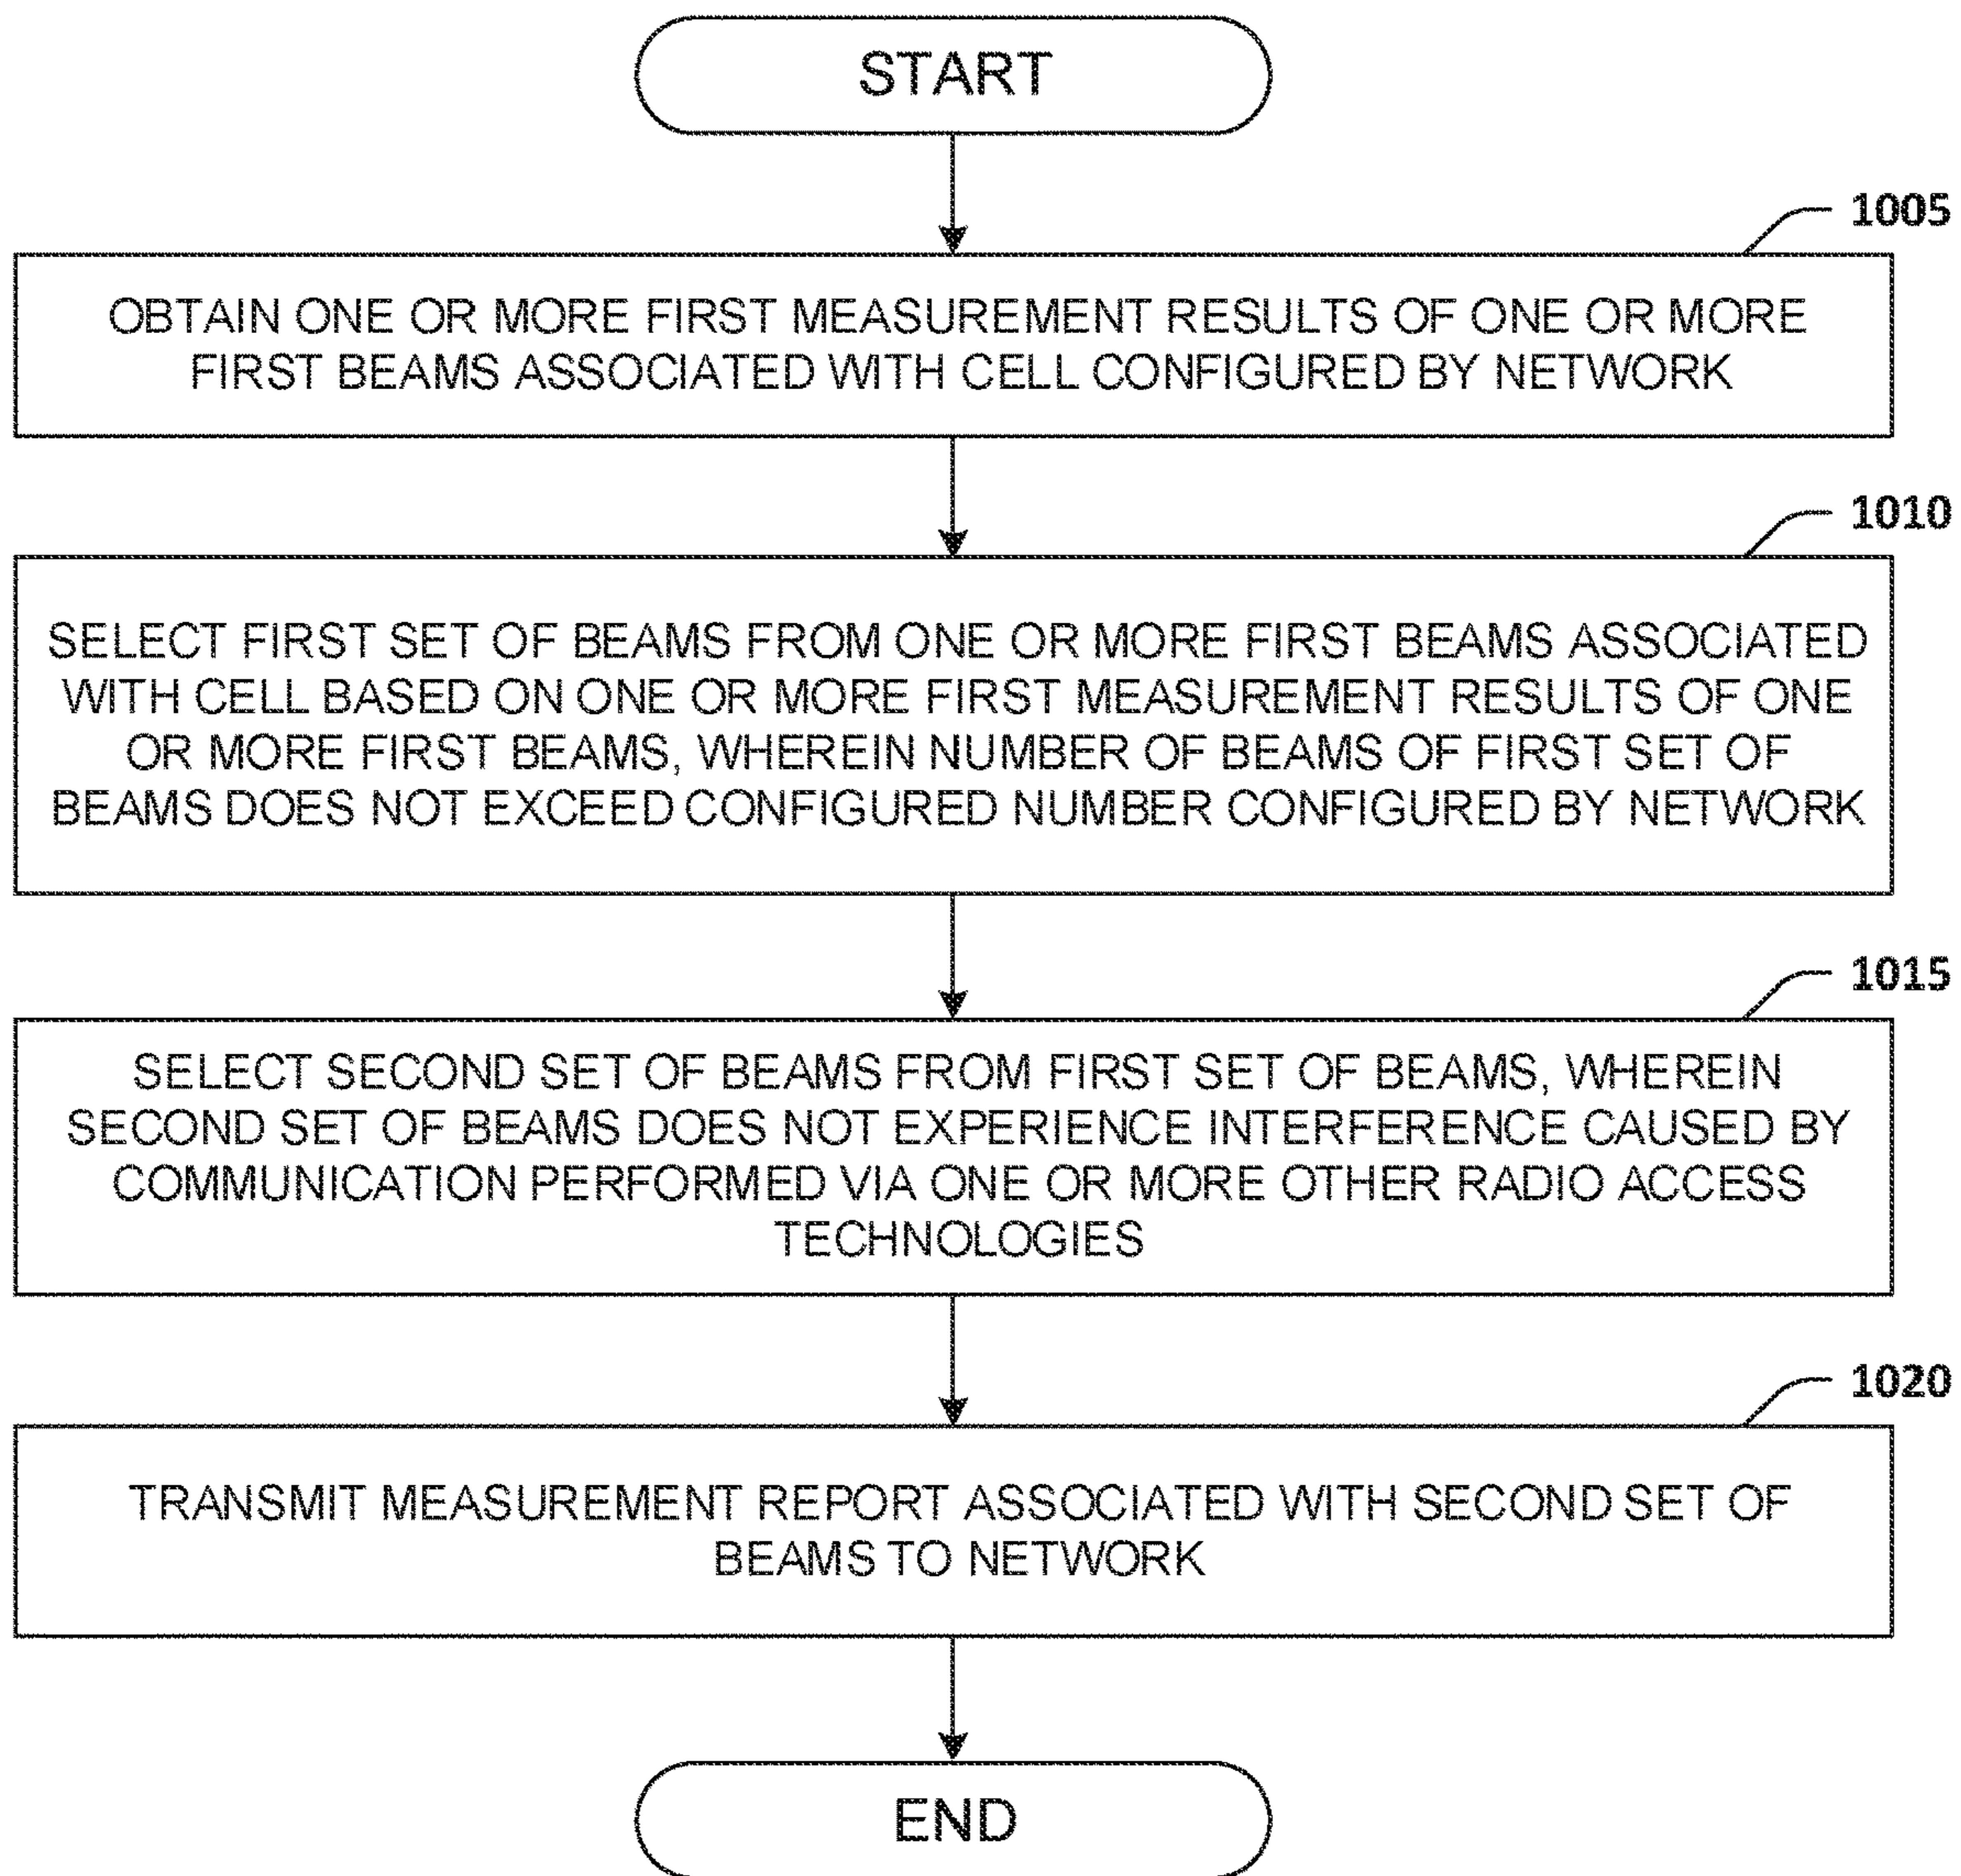 START
1005
OBTAIN ONE OR MORE FIRST MEASUREMENT RESULTS OF ONE OR MORE
FIRST BEAMS ASSOCIATED WITH CELL CONFIGURED BY NETWORK
1010
SELECT FIRST SET OF BEAMS FROM ONE OR MORE FIRST BEAMS ASSOCIATED
WITH CELL BASED ON ONE OR MORE FIRST MEASUREMENT RESULTS OF ONE
OR MORE FIRST BEAMS, WHEREIN NUMBER OF BEAMS OF FIRST SET OF
BEAMS DOES NOT EXCEED CONFIGURED NUMBER CONFIGURED BY NETWORK
1015
SELECT SECOND SET OF BEAMS FROM FIRST SET OF BEAMS, WHEREIN
SECOND SET OF BEAMS DOES NOT EXPERIENCE INTERFERENCE CAUSED BY
COMMUNICATION PERFORMED VIA ONE OR MORE OTHER RADIO ACCESS
TECHNOLOGIES
1020
TRANSMIT MEASUREMENT REPORT ASSOCIATED WITH SECOND SET OF
BEAMS TO NETWORK
END